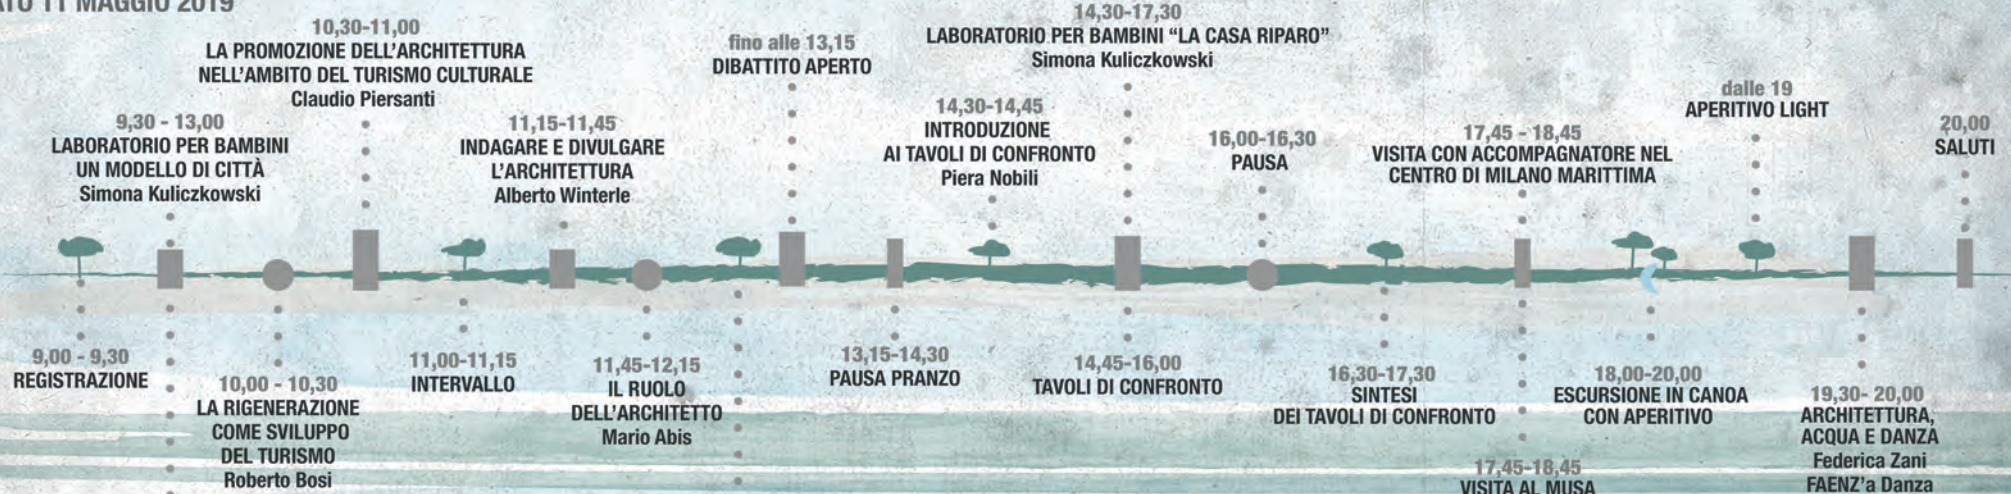 11 MAGGIO 2019
10,30-11,00
LA PROMOZIONE DELL'ARCHITETTURA
NELL'AMBITO DEL TURISMO CULTURALE
Claudio Piersanti
fino alle 13,15
DIBATTITO APERTO
14,30-17,30
LABORATORIO PER BAMBINI “LA CASA RIPARO”
Simona Kuliczkowski
dalle 19
APERITIVO LIGHT
9,30 - 13,00
LABORATORIO PER BAMBINI
UN MODELLO DI CITTÀ
Simona Kuliczkowski
11,15-11,45
INDAGARE E DIVULGARE
L'ARCHITETTURA
Alberto Winterle
14,30-14,45
INTRODUZIONE
AI TAVOLI DI CONFRONTO
Piera Nobili
16,00-16,30
PAUSA
17,45 - 18,45
VISITA CON ACCOMPAGNATORE NEL
CENTRO DI MILANO MARITTIMA
20,00
SALUTI
9,00 - 9,30
REGISTRAZIONE
10,00 - 10,30
LA RIGENERAZIONE
COME SVILUPPO
DEL TURISMO
Roberto Bosi
11,00-11,15
INTERVALLO
11,45-12,15
IL RUOLO
DELL'ARCHITETTO
Mario Abis
13,15-14,30
PAUSA PRANZO
14,45-16,00
TAVOLI DI CONFRONTO
16,30-17,30
SINTESI
DEI TAVOLI DI CONFRONTO
17,45-18,45
VISITA AL MUSA
18,00-20,00
ESCURSIONE IN CANOA
CON APERITIVO
19,30- 20,00
ARCHITETTURA,
ACQUA E DANZA
Federica Zani
FAENZ'a Danza